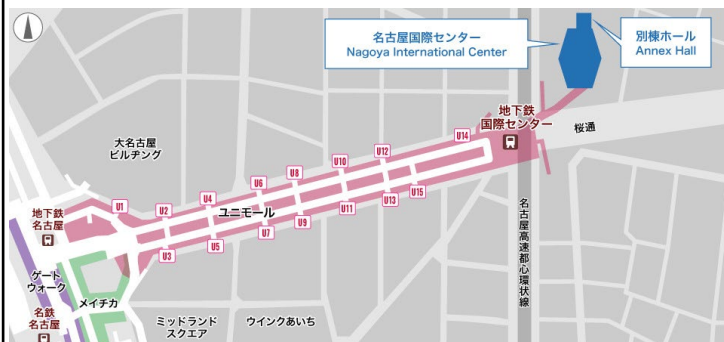 名古屋国際センター
Nagoya International Center
別棟ホール
Annex Hall
地下鉄
国際センター
桜通
大名古屋
ビルヂング
U14
U12
U10
U8
U6
U4
U2
U1
ユニモール
U15
U13
U11
U9
U7
U5
U3
地下鉄
名古屋
ゲート
ウォーク
メイチカ
名鉄
名古屋
ミッドランド
スクエア
ウインクあいち
名古屋高速都心環状線